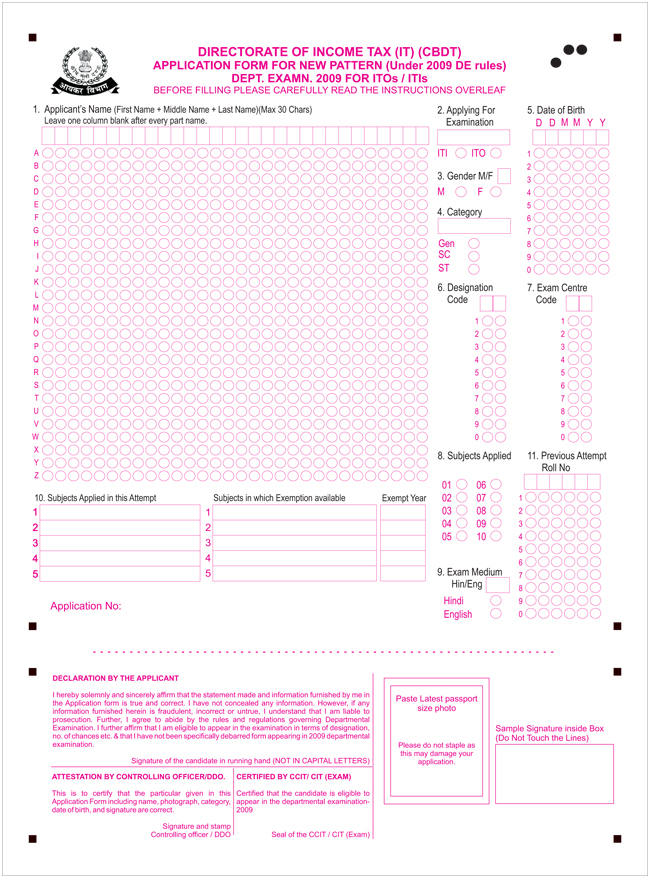 DIRECTORATE OF INCOME TAX (IT) (CBDT)
APPLICATION FORM FOR NEW PATTERN (Under 2009 DE rules)
DEPT. EXAMN. 2009 FOR ITOs / ITIs
BEFORE FILLING PLEASE CAREFULLY READ THE INSTRUCTIONS OVERLEAF
आयकर विभाग
1. Applicant's Name (First Name + Middle Name + Last Name)(Max 30 Chars)
Leave one column blank after every part name.
A
B
C
D
E
F
G
H
I
J
K
L
M
N
O
P
Q
R
S
T
U
V
W
X
Y
Z
2. Applying For
Examination
ITI ITO
3. Gender M/F
M F
4. Category
Gen
SC
ST
5. Date of Birth
D D M M Y Y
1
2
3
4
5
6
7
8
9
0
6. Designation
Code
1
2
3
4
5
6
7
8
9
0
7. Exam Centre
Code
1
2
3
4
5
6
7
8
9
0
8. Subjects Applied
01 06
02 07
03 08
04 09
05 10
9. Exam Medium
Hin/Eng
Hindi
English
11. Previous Attempt
Roll No
1
2
3
4
5
6
7
8
9
0
10. Subjects Applied in this Attempt Subjects in which Exemption available Exempt Year
1 1
2 2
3 3
4 4
5 5
Application No:
DECLARATION BY THE APPLICANT
I hereby solemnly and sincerely affirm that the statement made and information furnished by me in
the Application form is true and correct. I have not concealed any information. However, if any
information furnished herein is fraudulent, incorrect or untrue, I understand that I am liable to
prosecution. Further, I agree to abide by the rules and regulations governing Departmental
Examination. I further affirm that I am eligible to appear in the examination in terms of designation,
no. of chances etc. & that I have not been specifically debarred form appearing in 2009 departmental
examination.
Signature of the candidate in running hand (NOT IN CAPITAL LETTERS)
ATTESTATION BY CONTROLLING OFFICER/DDO.
This is to certify that the particular given in this
Application Form including name, photograph, category,
date of birth, and signature are correct.
Signature and stamp
Controlling officer / DDO
CERTIFIED BY CCIT/ CIT (EXAM)
Certified that the candidate is eligible to
appear in the departmental examination-
2009
Seal of the CCIT / CIT (Exam)
Paste Latest passport
size photo
Please do not staple as
this may damage your
application.
Sample Signature inside Box
(Do Not Touch the Lines)